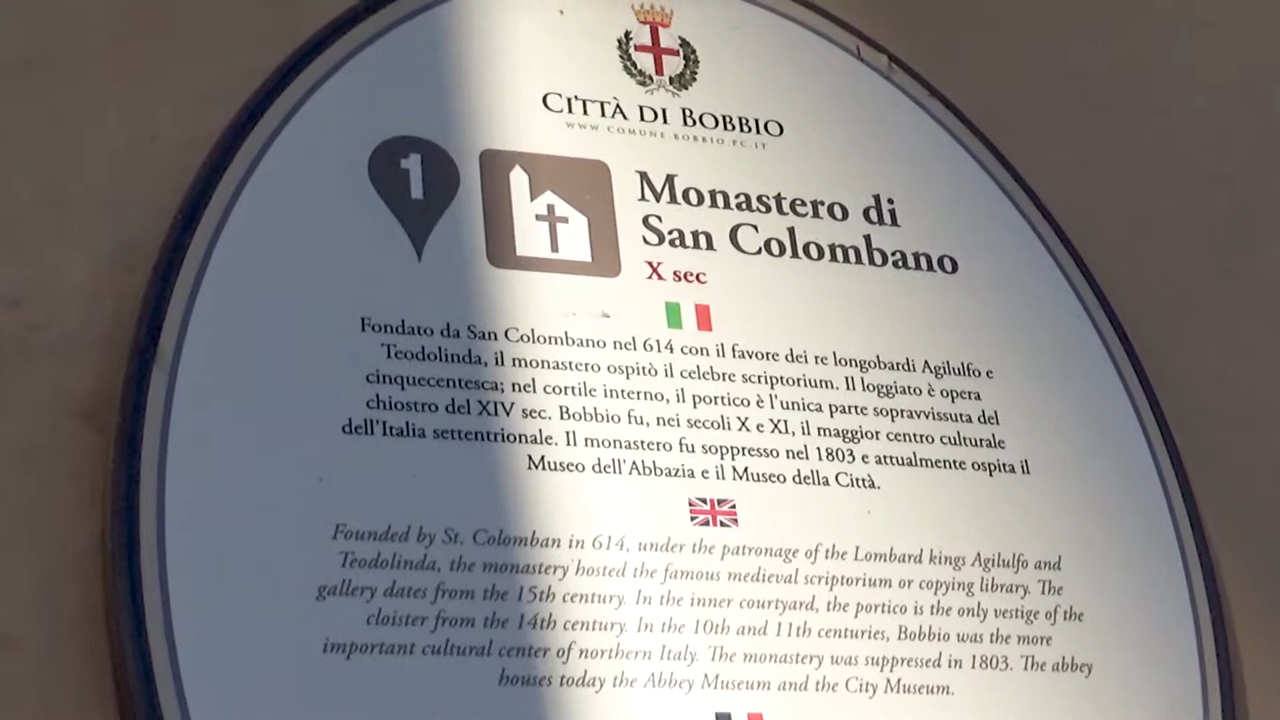 CITTÀ DI BOBBIO
WWW.COMUNE.BOBBIO.PC.IT
1
Monastero di
San Colombano
X sec
Fondato da San Colombano nel 614 con il favore dei re longobardi Agilulfo e
Teodolinda, il monastero ospitò il celebre scriptorium. Il loggiato è opera
cinquecentesca; nel cortile interno, il portico è l'unica parte sopravvissuta del
chiostro del XIV sec. Bobbio fu, nei secoli X e XI, il maggior centro culturale
dell'Italia settentrionale. Il monastero fu soppresso nel 1803 e attualmente ospita il
Museo dell'Abbazia e il Museo della Città.
Founded by St. Colomban in 614, under the patronage of the Lombard kings Agilulfo and
Teodolinda, the monastery hosted the famous medieval scriptorium or copying library. The
gallery dates from the 15th century. In the inner courtyard, the portico is the only vestige of the
cloister from the 14th century. In the 10th and 11th centuries, Bobbio was the more
important cultural center of northern Italy. The monastery was suppressed in 1803. The abbey
houses today the Abbey Museum and the City Museum.